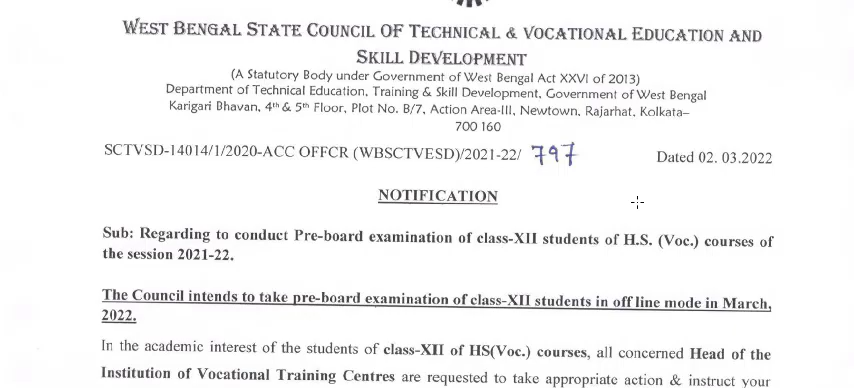 WEST BENGAL STATE COUNCIL OF TECHNICAL & VOCATIONAL EDUCATION AND
SKILL DEVELOPMENT
(A Statutory Body under Government of West Bengal Act XXVI of 2013)
Department of Technical Education, Training & Skill Development, Government of West Bengal
Karigari Bhavan, 4th & 5th Floor, Plot No. B/7, Action Area-III, Newtown, Rajarhat, Kolkata–
700 160
SCTVSD-14014/1/2020-ACC OFFCR (WBSCTVESD)/2021-22/ 797 Dated 02. 03.2022
NOTIFICATION
Sub: Regarding to conduct Pre-board examination of class-XII students of H.S. (Voc.) courses of
the session 2021-22.
The Council intends to take pre-board examination of class-XII students in off line mode in March,
2022.
In the academic interest of the students of class-XII of HS(Voc.) courses, all concerned Head of the
Institution of Vocational Training Centres are requested to take appropriate action & instruct your